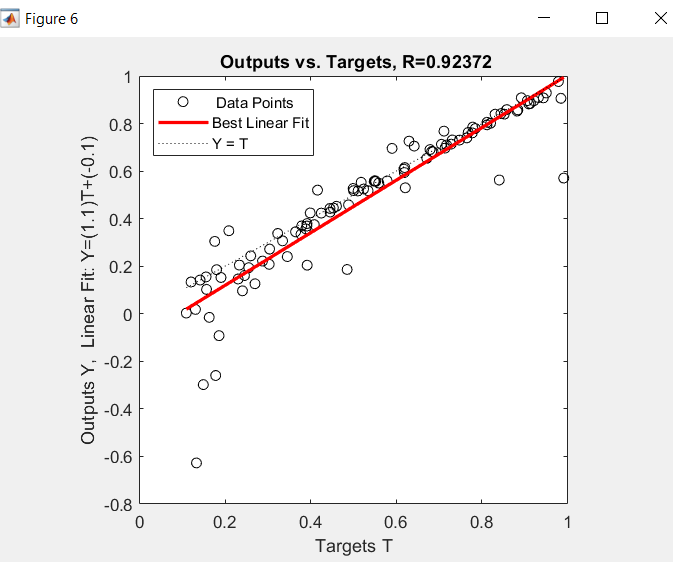 Figure 6
Outputs vs. Targets, R=0.92372
Data Points
Best Linear Fit
Y = T
Outputs Y, Linear Fit: Y=(1.1)T+(-0.1)
1
0.8
0.6
0.4
0.2
0
-0.2
-0.4
-0.6
-0.8
0 0.2 0.4 0.6 0.8 1
Targets T